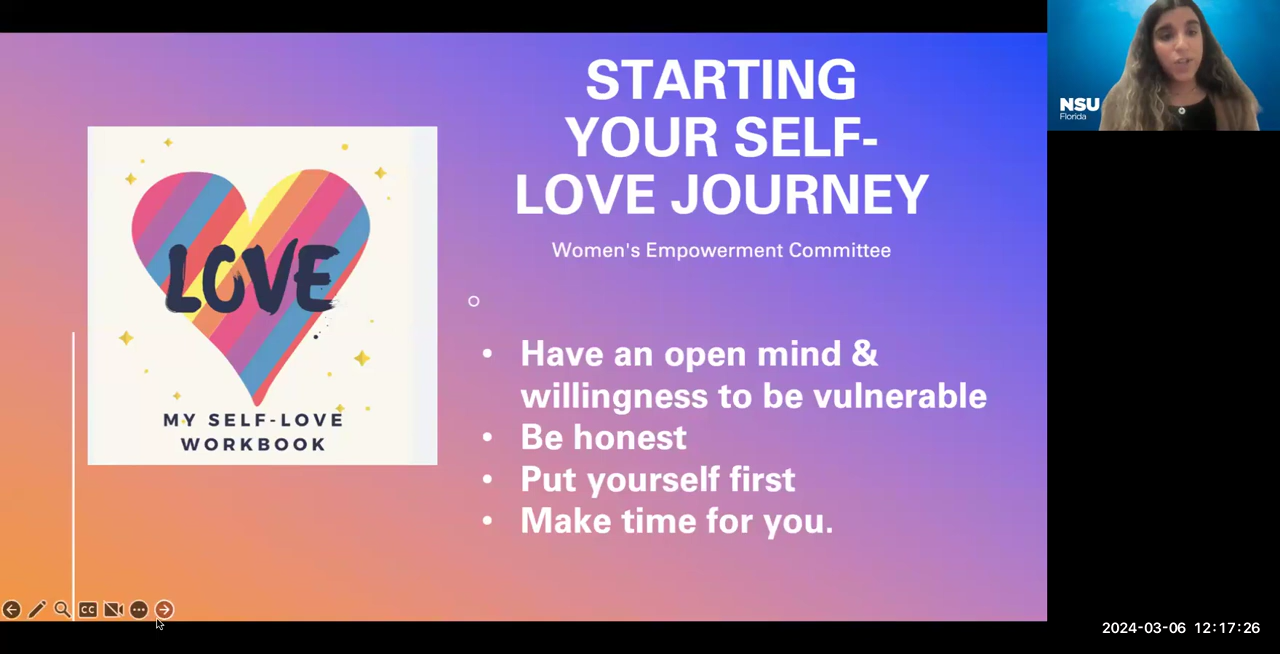 STARTING
YOUR SELF-
LOVE JOURNEY
Women's Empowerment Committee
Have an open mind &
willingness to be vulnerable
Be honest
Put yourself first
Make time for you.
LOVE
MY SELF-LOVE
WORKBOOK
CC
NSU
Florida
2024-03-06 12:17:26